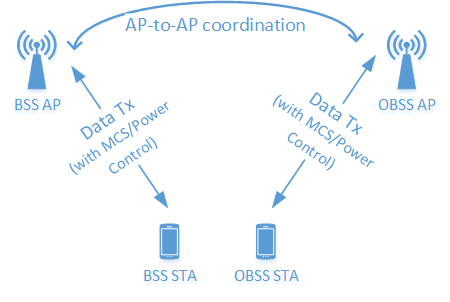 AP-to-AP coordination
BSS AP
OBSS AP
Data Tx
(with MCS/Power
Control)
Data Tx
(with MCS/Power
Control)
BSS STA
OBSS STA